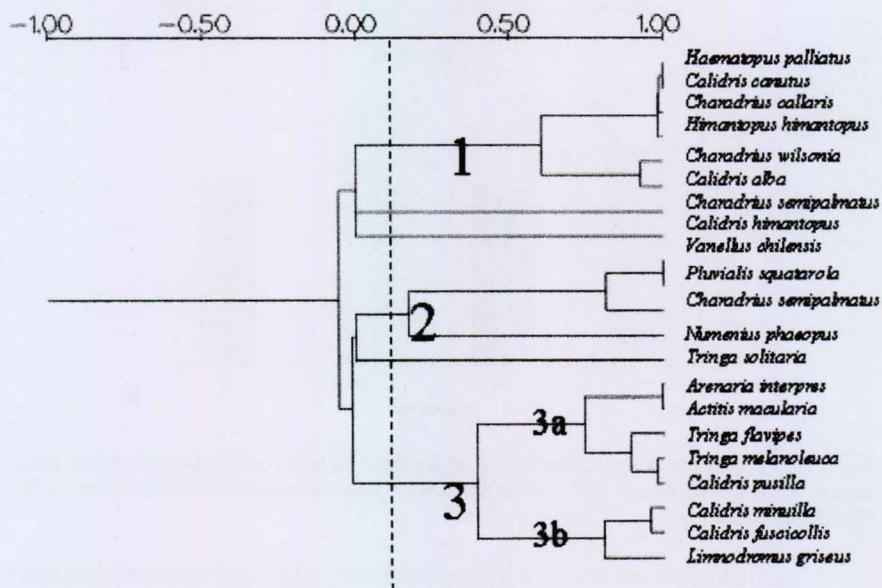 -1.00 -0.50 0.00 0.50 1.00
Haematopus palliatus
Calidris canutus
Charadrius collaris
Himantopus himantopus
1
Charadrius wilsonia
Calidris alba
Charadrius semipalmatus
Calidris himantopus
Vanellus chilensis
Pluvialis squatarola
Charadrius semipalmatus
2
Numenius phaeopus
Tringa solitaria
Arenaria interpres
Actitis macularia
3a
Tringa flavipes
Tringa melanoleuca
Calidris pusilla
3
Calidris minuilla
Calidris fuscicollis
3b
Limnodromus griseus